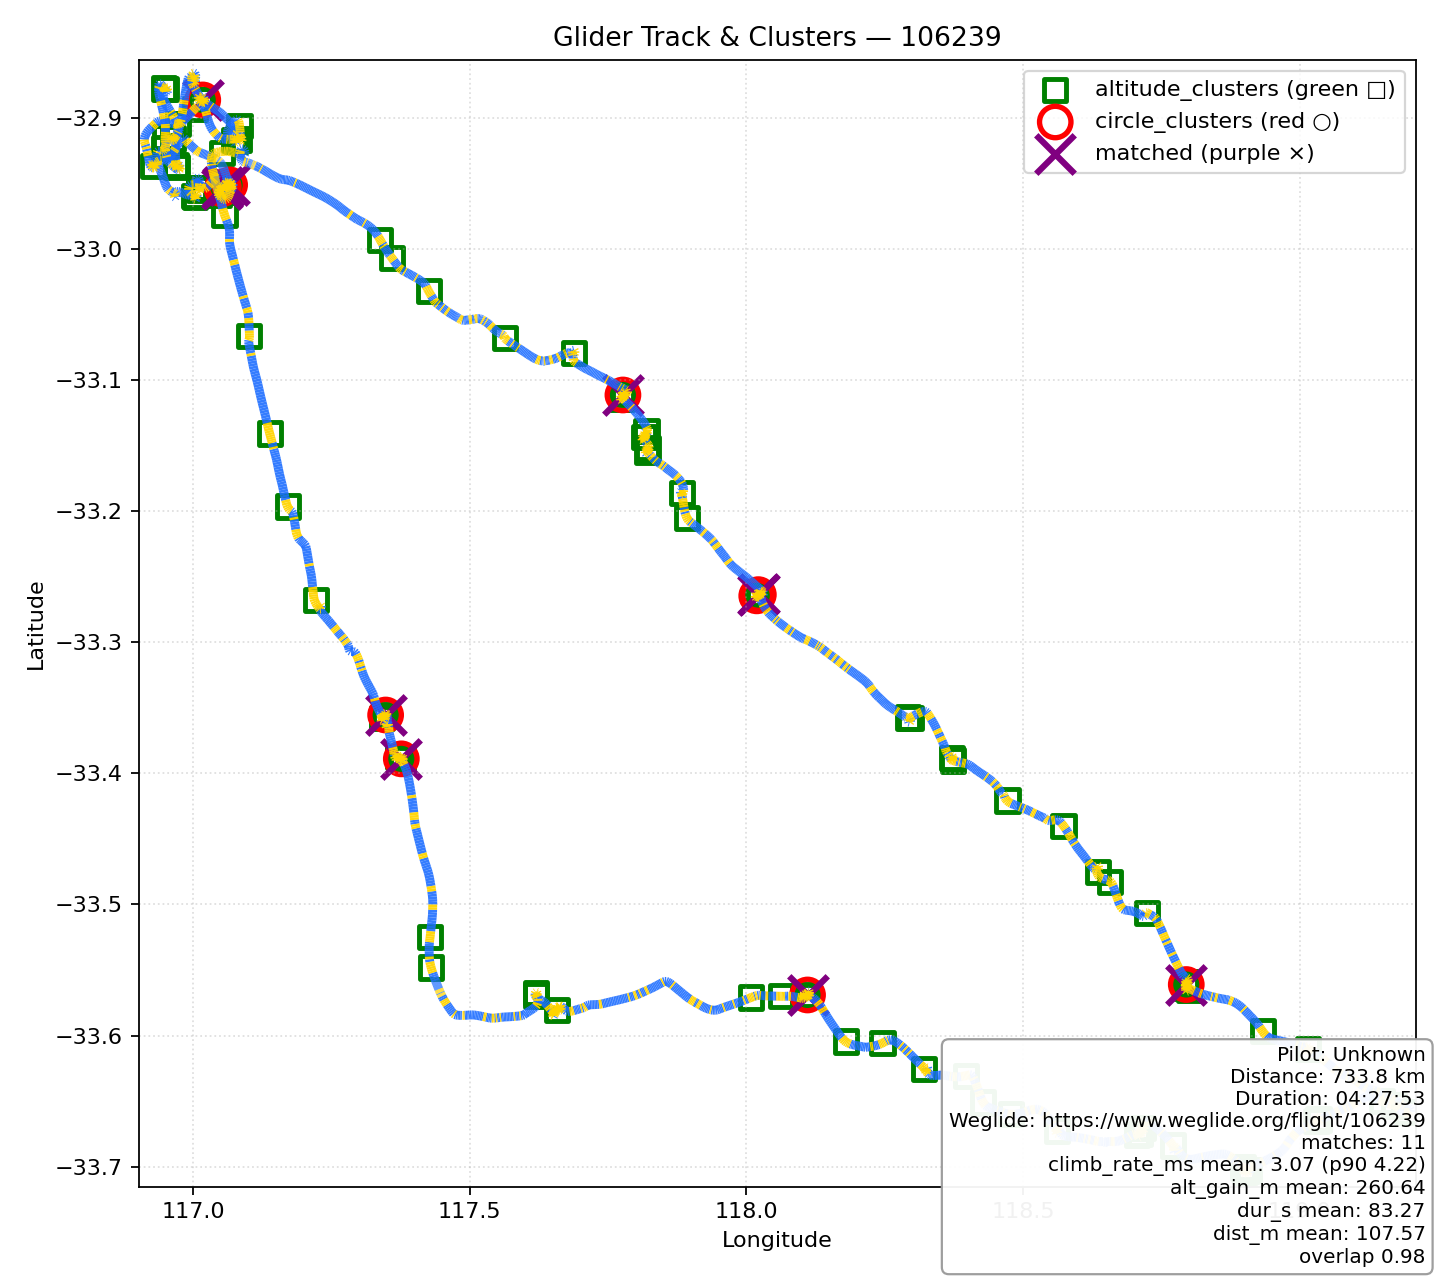 Glider Track & Clusters — 106239
altitude_clusters (green □)
circle_clusters (red ○)
matched (purple ×)
−32.9
−33.0
−33.1
−33.2
−33.3
−33.4
−33.5
−33.6
−33.7
Latitude
117.0
117.5
118.0
118.5
Longitude
Pilot: Unknown
Distance: 733.8 km
Duration: 04:27:53
Weglide: https://www.weglide.org/flight/106239
matches: 11
climb_rate_ms mean: 3.07 (p90 4.22)
alt_gain_m mean: 260.64
dur_s mean: 83.27
dist_m mean: 107.57
overlap 0.98